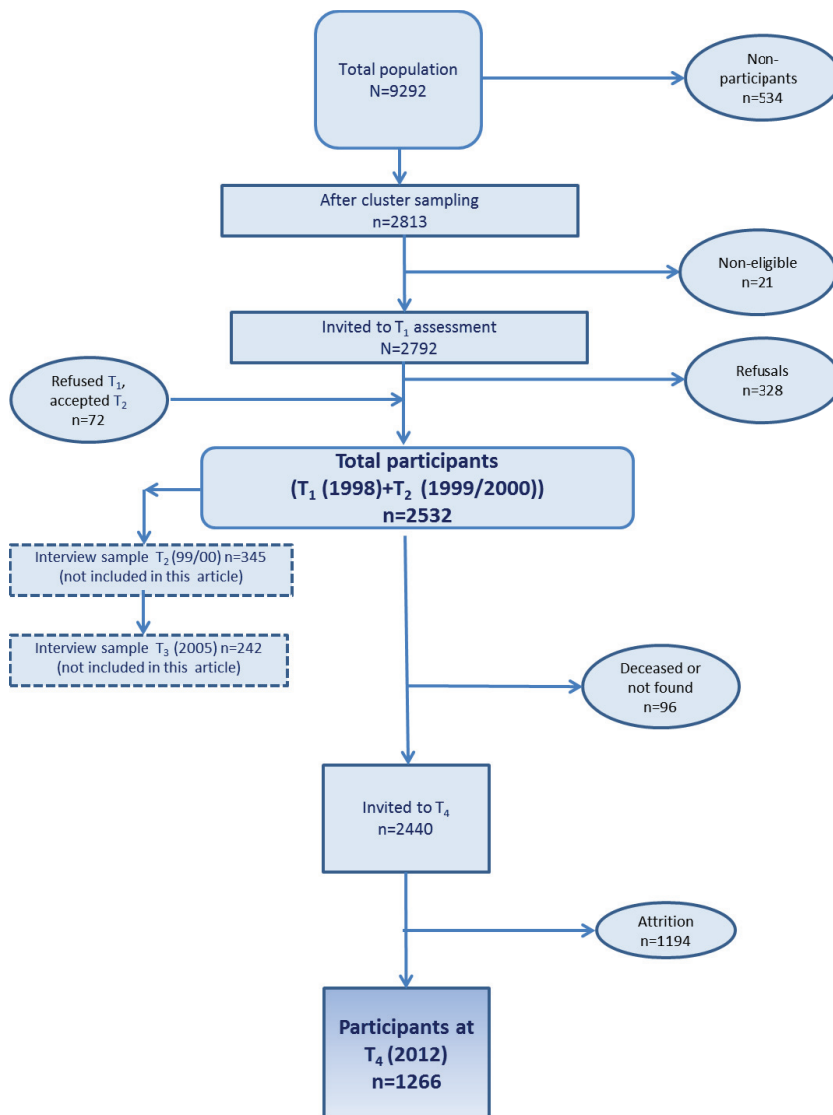 Total population
N=9292
Non-
participants
n=534
After cluster sampling
n=2813
Non-eligible
n=21
Invited to T₁ assessment
N=2792
Refused T₁,
accepted T₂
n=72
Refusals
n=328
Total participants
(T₁ (1998)+T₂ (1999/2000))
n=2532
Interview sample T₂ (99/00) n=345
(not included in this article)
Interview sample T₃ (2005) n=242
(not included in this article)
Deceased or
not found
n=96
Invited to T₄
n=2440
Attrition
n=1194
Participants at
T₄ (2012)
n=1266